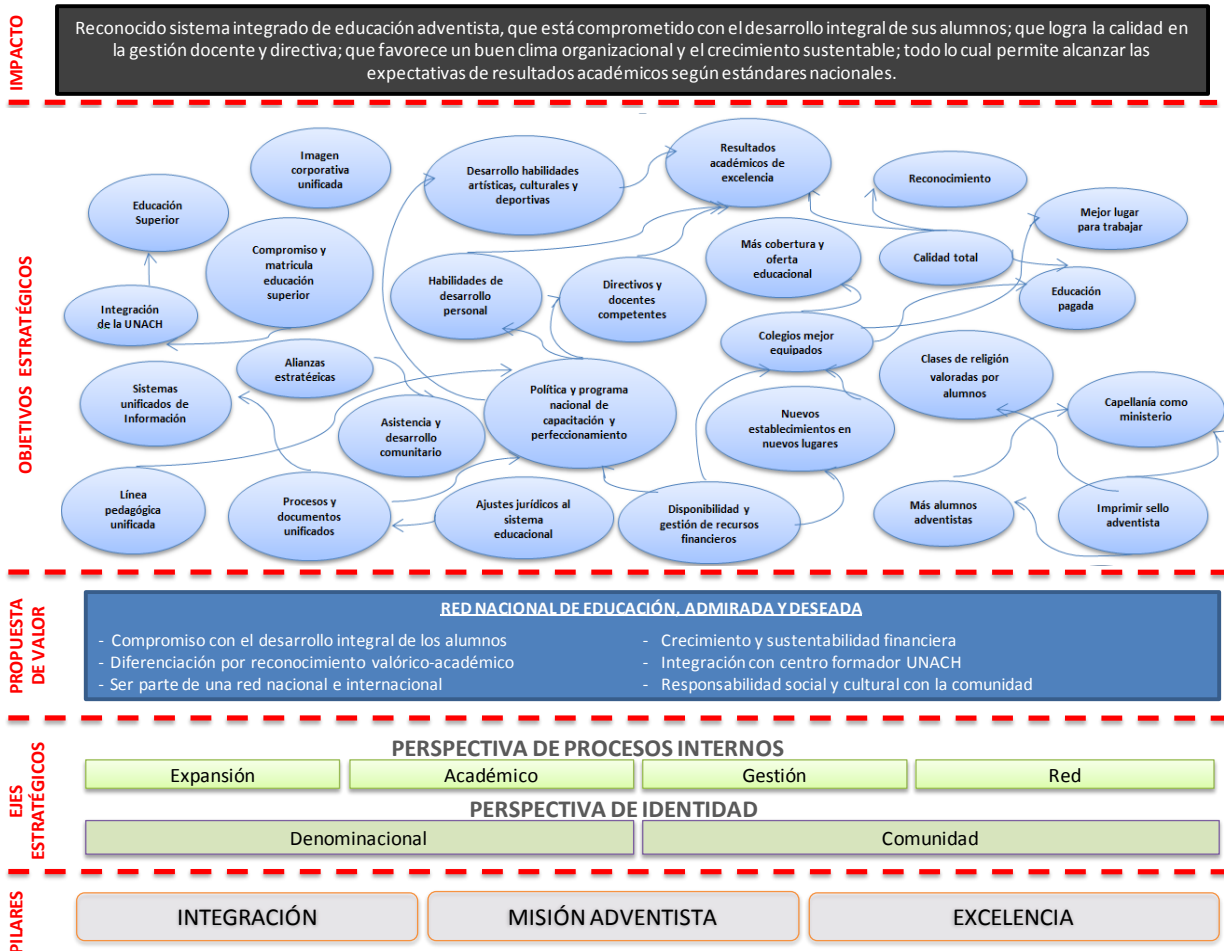 IMPACTO
Reconocido sistema integrado de educación adventista, que está comprometido con el desarrollo integral de sus alumnos; que logra la calidad en
la gestión docente y directiva; que favorece un buen clima organizacional y el crecimiento sustentable; todo lo cual permite alcanzar las
expectativas de resultados académicos según estándares nacionales.
OBJETIVOS ESTRATÉGICOS
Imagen
corporativa
unificada
Desarrollo habilidades
artísticas, culturales y
deportivas
Resultados
académicos de
excelencia
Reconocimiento
Educación
Superior
Mejor lugar
para trabajar
Compromiso y
matricula
educación
superior
Más cobertura y
oferta
educacional
Calidad total
Habilidades de
desarrollo
personal
Directivos y
docentes
competentes
Educación
pagada
Integración
de la UNACH
Colegios mejor
equipados
Alianzas
estratégicas
Clases de religión
valoradas por
alumnos
Sistemas
unificados de
Información
Política y programa
nacional de
capacitación y
perfeccionamiento
Capellanía como
ministerio
Asistencia y
desarrollo
comunitario
Nuevos
establecimientos en
nuevos lugares
Línea
pedagógica
unificada
Procesos y
documentos
unificados
Ajustes jurídicos al
sistema
educacional
Disponibilidad y
gestión de recursos
financieros
Más alumnos
adventistas
Imprimir sello
adventista
PROPUESTA
DE VALOR
RED NACIONAL DE EDUCACIÓN, ADMIRADA Y DESEADA
- Compromiso con el desarrollo integral de los alumnos
- Diferenciación por reconocimiento valórico-académico
- Ser parte de una red nacional e internacional
- Crecimiento y sustentabilidad financiera
- Integración con centro formador UNACH
- Responsabilidad social y cultural con la comunidad
EJES
ESTRATÉGICOS
PERSPECTIVA DE PROCESOS INTERNOS
Expansión
Académico
Gestión
Red
PERSPECTIVA DE IDENTIDAD
Denominacional
Comunidad
PILARES
INTEGRACIÓN
MISIÓN ADVENTISTA
EXCELENCIA